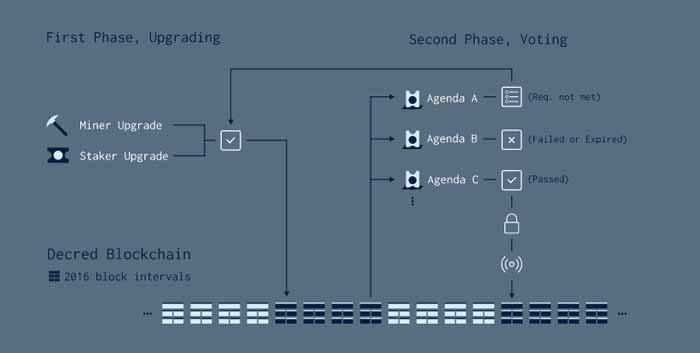 First Phase, Upgrading
Second Phase, Voting
Agenda A
(Req. not met)
Miner Upgrade
Agenda B
(Failed or Expired)
Staker Upgrade
Agenda C
(Passed)
Decred Blockchain
2016 block intervals